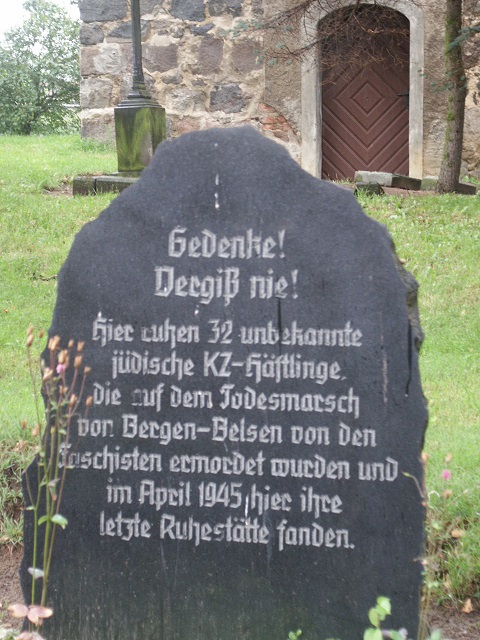 Gedenke!
Vergiß nie!
Hier ruhen 32 unbekannte
jüdische KZ-Häftlinge,
die auf dem Todesmarsch
von Bergen-Belsen von den
Faschisten ermordet wurden und
im April 1945 hier ihre
letzte Ruhestätte fanden.